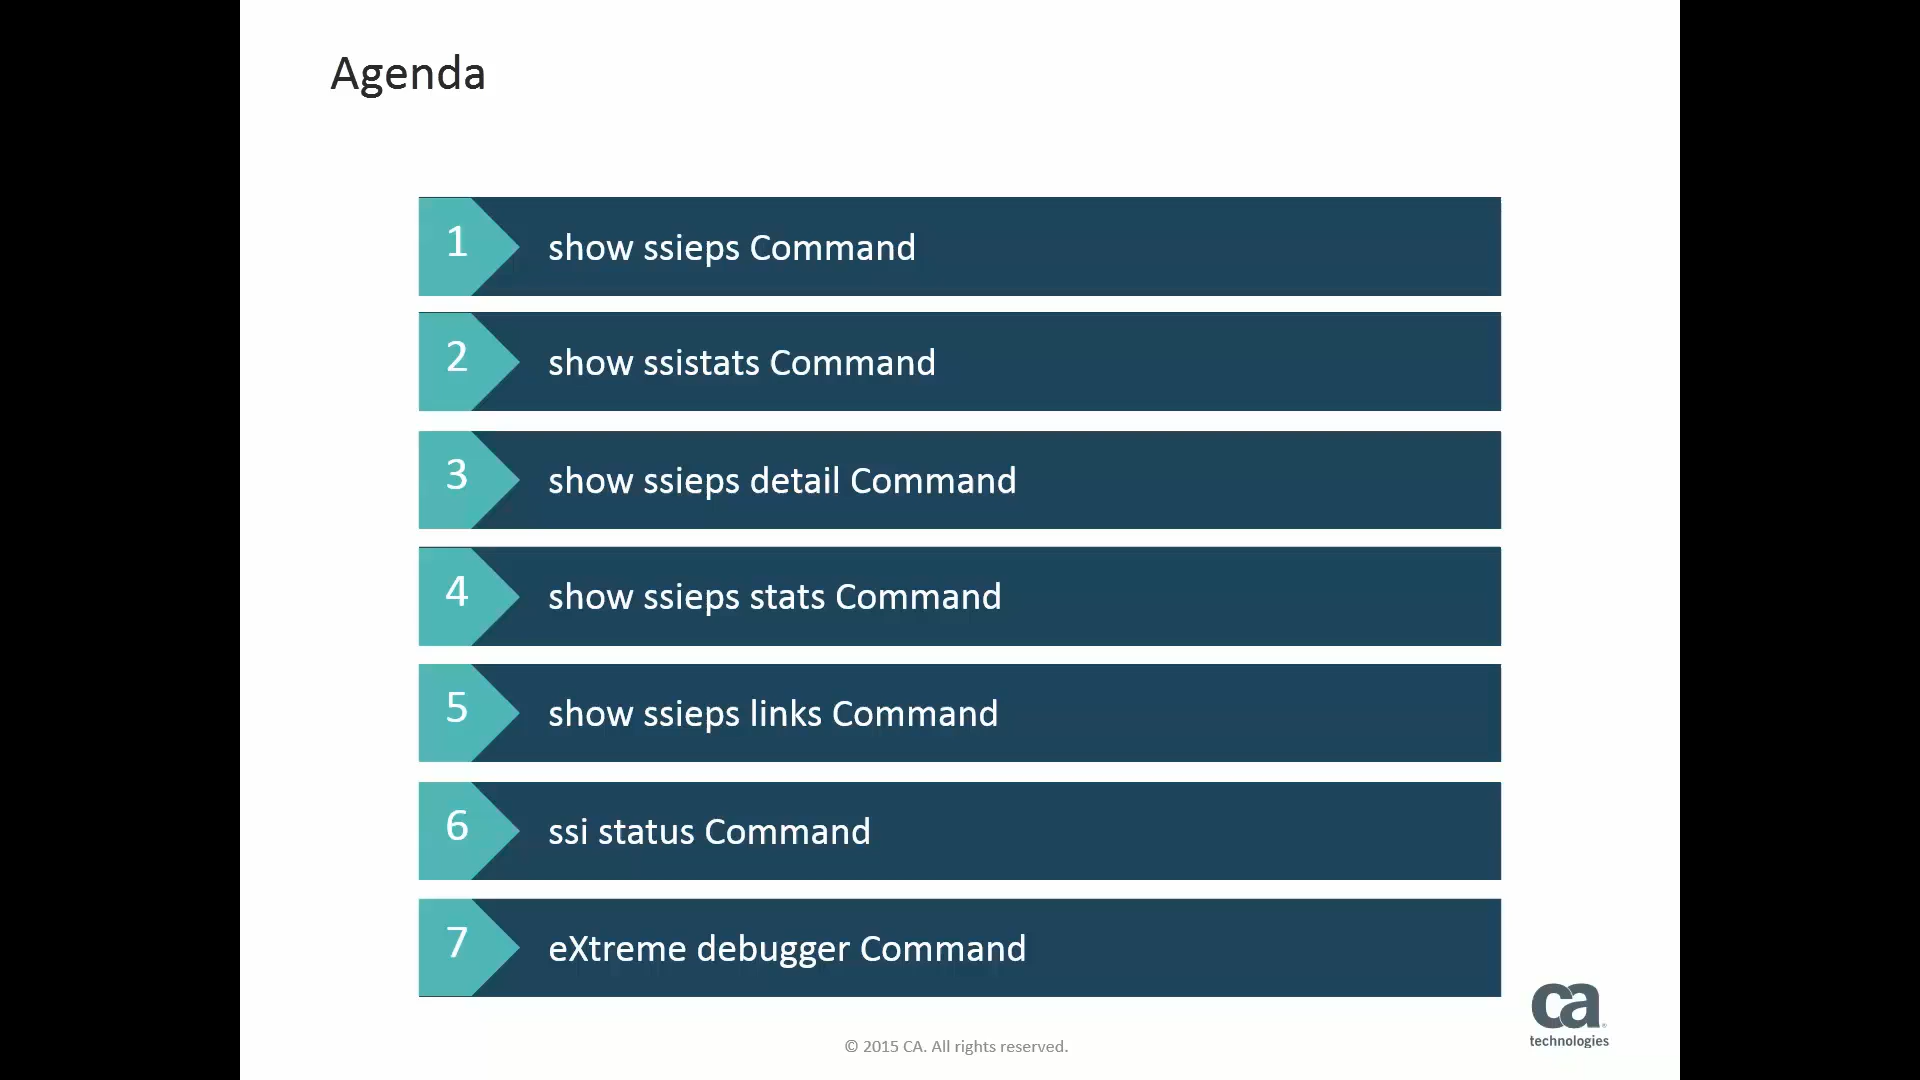 Agenda
1 show ssieps Command
2 show ssistats Command
3 show ssieps detail Command
4 show ssieps stats Command
5 show ssieps links Command
6 ssi status Command
7 eXtreme debugger Command
ca
technologies
© 2015 CA. All rights reserved.